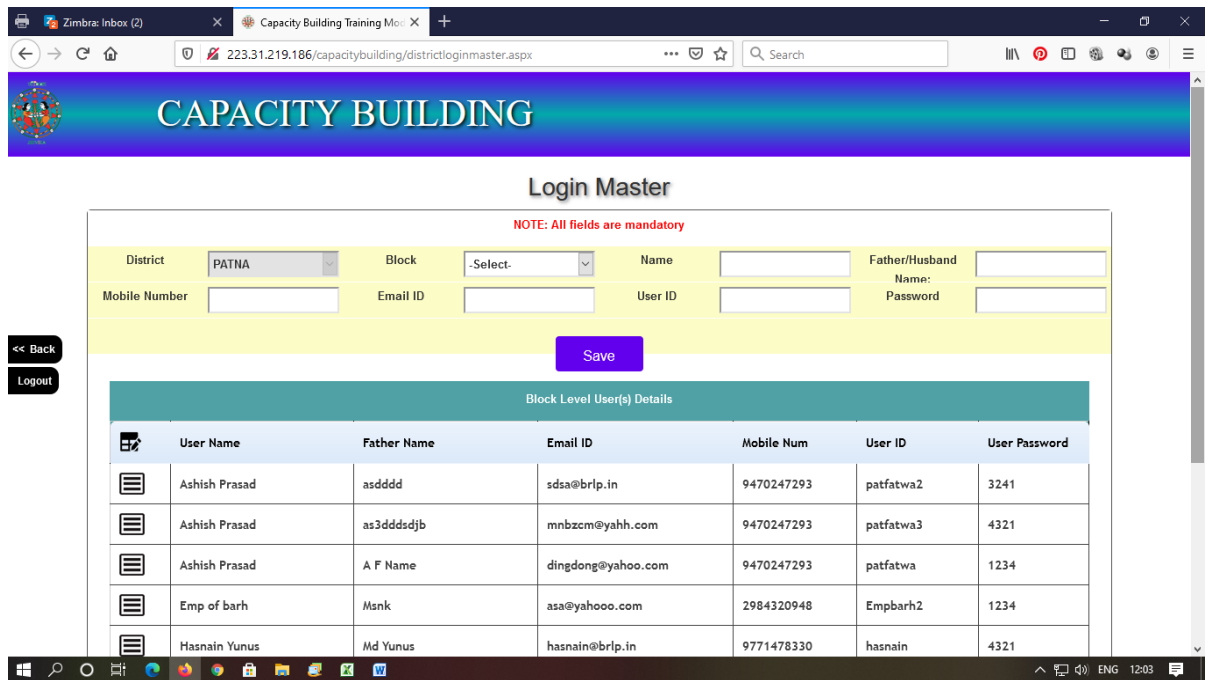 Zimbra: Inbox (2)
Capacity Building Training Mod
223.31.219.186/capacitybuilding/districtloginmaster.aspx
Search
CAPACITY BUILDING
Login Master
NOTE: All fields are mandatory
District PATNA Block -Select- Name Father/Husband Name:
Mobile Number Email ID User ID Password
<< Back
Save
Logout
Block Level User(s) Details
User Name Father Name Email ID Mobile Num User ID User Password
Ashish Prasad asdddd sdsa@brlp.in 9470247293 patfatwa2 3241
Ashish Prasad as3dddsdjb mnbzcm@yahh.com 9470247293 patfatwa3 4321
Ashish Prasad A F Name dingdong@yahoo.com 9470247293 patfatwa 1234
Emp of barh Msnk asa@yahooo.com 2984320948 Empbarh2 1234
Hasnain Yunus Md Yunus hasnain@brlp.in 9771478330 hasnain 4321
ENG 12:03